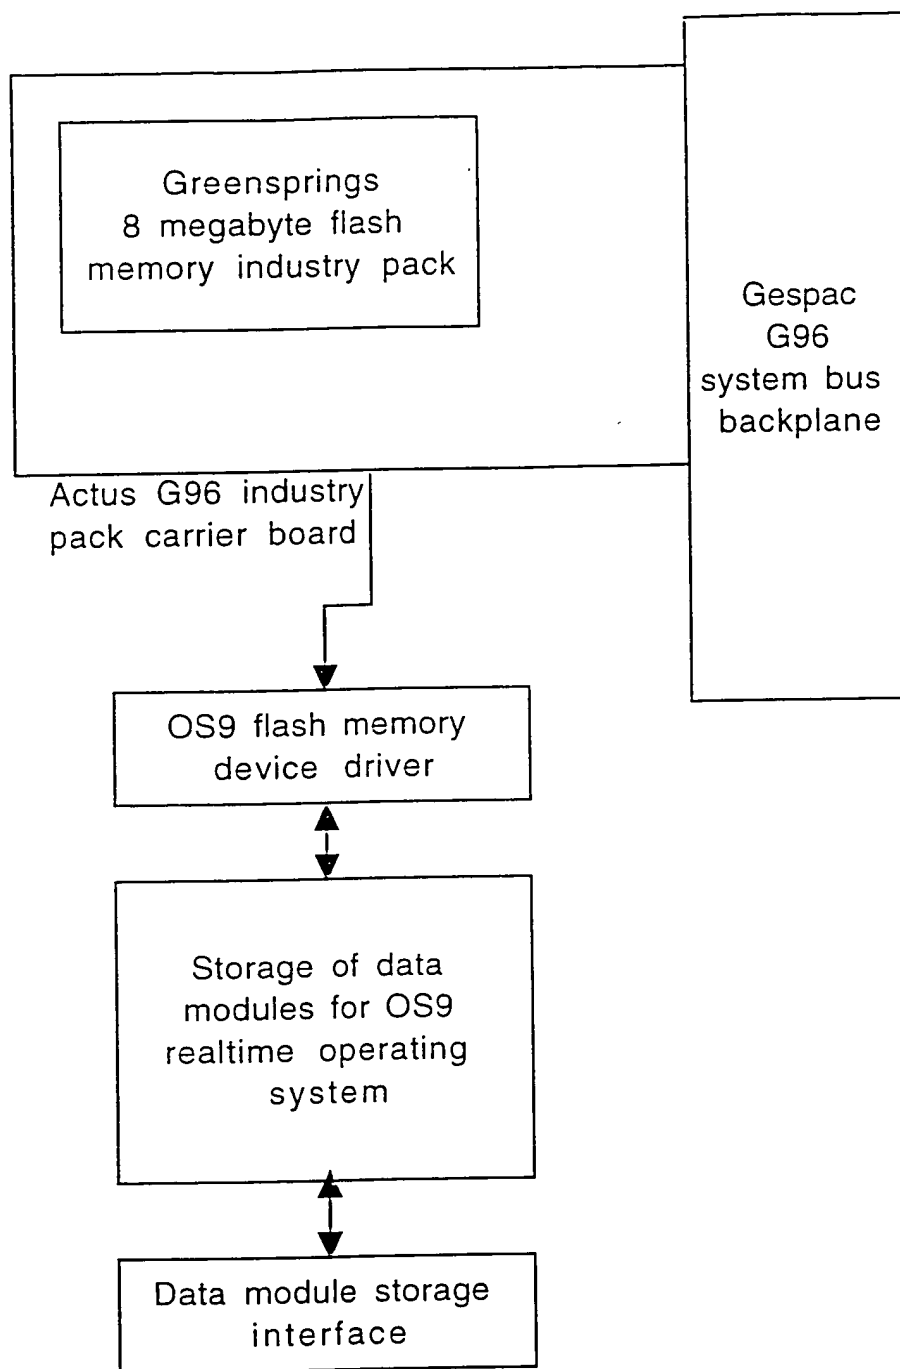 Greensprings
8 megabyte flash
memory industry pack
Gespac
G96
system bus
backplane
Actus G96 industry
pack carrier board
OS9 flash memory
device driver
Storage of data
modules for OS9
realtime operating
system
Data module storage
interface